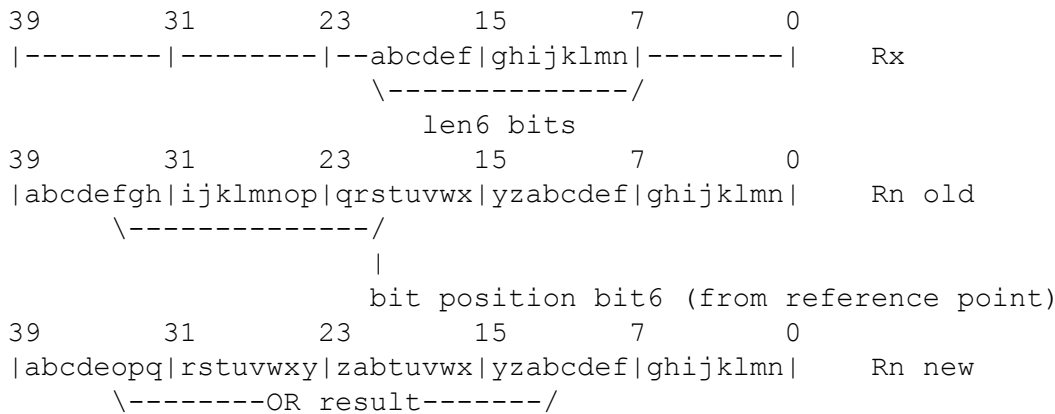 39 31 23 15 7 0
|--------|--------|--abcdef|ghijklmn|--------| Rx
\--------------/
len6 bits
39 31 23 15 7 0
|abcdefgh|ijklmnop|qrstuvwx|yzabcdef|ghijklmn| Rn old
\--------------/
|
bit position bit6 (from reference point)
39 31 23 15 7 0
|abcdeopq|rstuvwxy|zabtuvwx|yzabcdef|ghijklmn| Rn new
\--------OR result-------/